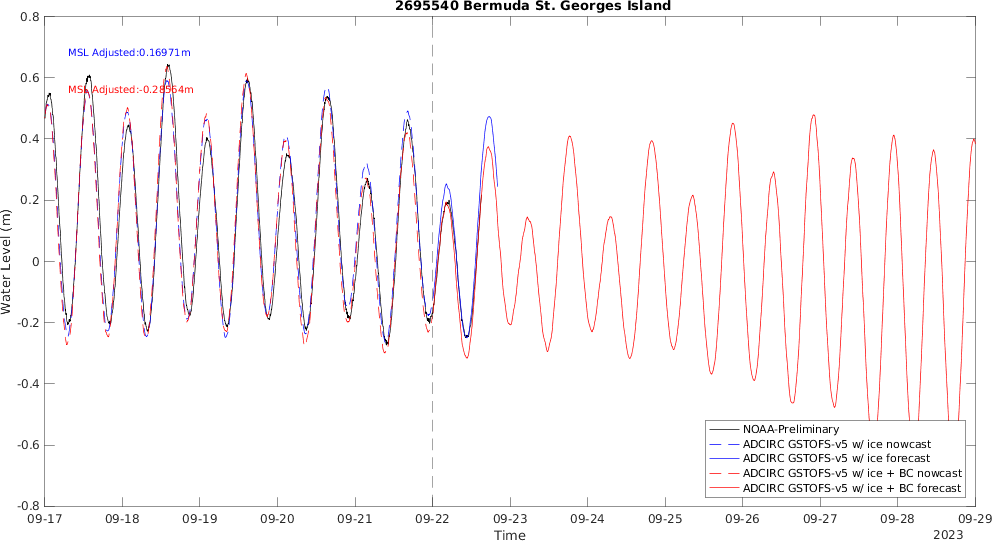 2695540 Bermuda St. Georges Island
MSL Adjusted:0.16971m
MSL Adjusted:-0.28564m
Water Level (m)
0.8
0.6
0.4
0.2
0
-0.2
-0.4
-0.6
-0.8
NOAA-Preliminary
ADCIRC GSTOFS-v5 w/ ice nowcast
ADCIRC GSTOFS-v5 w/ ice forecast
ADCIRC GSTOFS-v5 w/ ice + BC nowcast
ADCIRC GSTOFS-v5 w/ ice + BC forecast
09-17 09-18 09-19 09-20 09-21 09-22 09-23 09-24 09-25 09-26 09-27 09-28 09-29
Time
2023